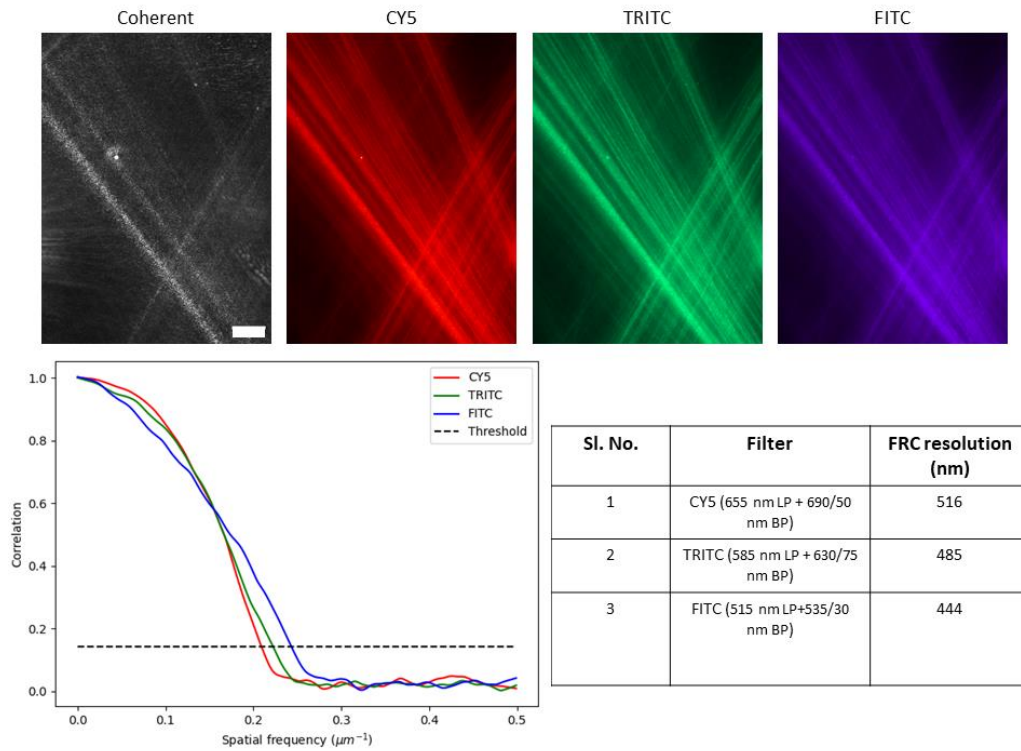 Coherent
CY5
TRITC
FITC
1.0
0.8
0.6
0.4
0.2
0.0
Correlation
CY5
TRITC
FITC
Threshold
0.0
0.1
0.2
0.3
0.4
0.5
Spatial frequency (μm⁻¹)
Sl. No.
Filter
FRC resolution
(nm)
1
CY5 (655 nm LP + 690/50
nm BP)
516
2
TRITC (585 nm LP + 630/75
nm BP)
485
3
FITC (515 nm LP+535/30
nm BP)
444